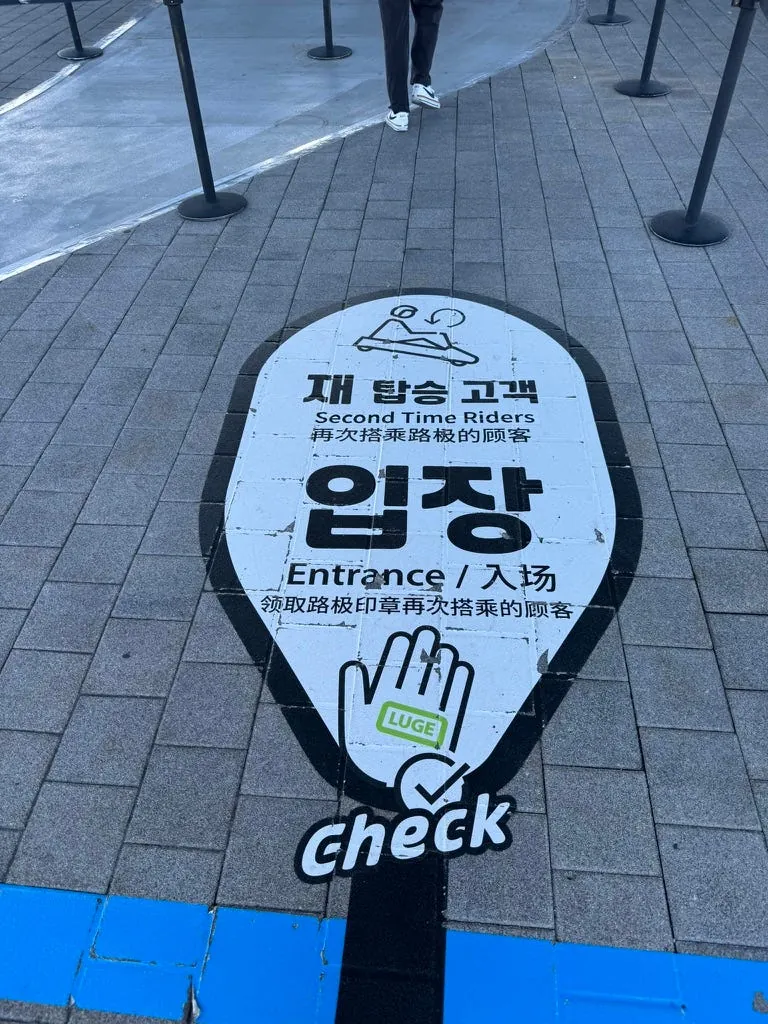 재 탑승 고객
Second Time Riders
再次搭乘路极的顾客
입장
Entrance / 入场
领取路极印章再次搭乘的顾客
LUGE
check